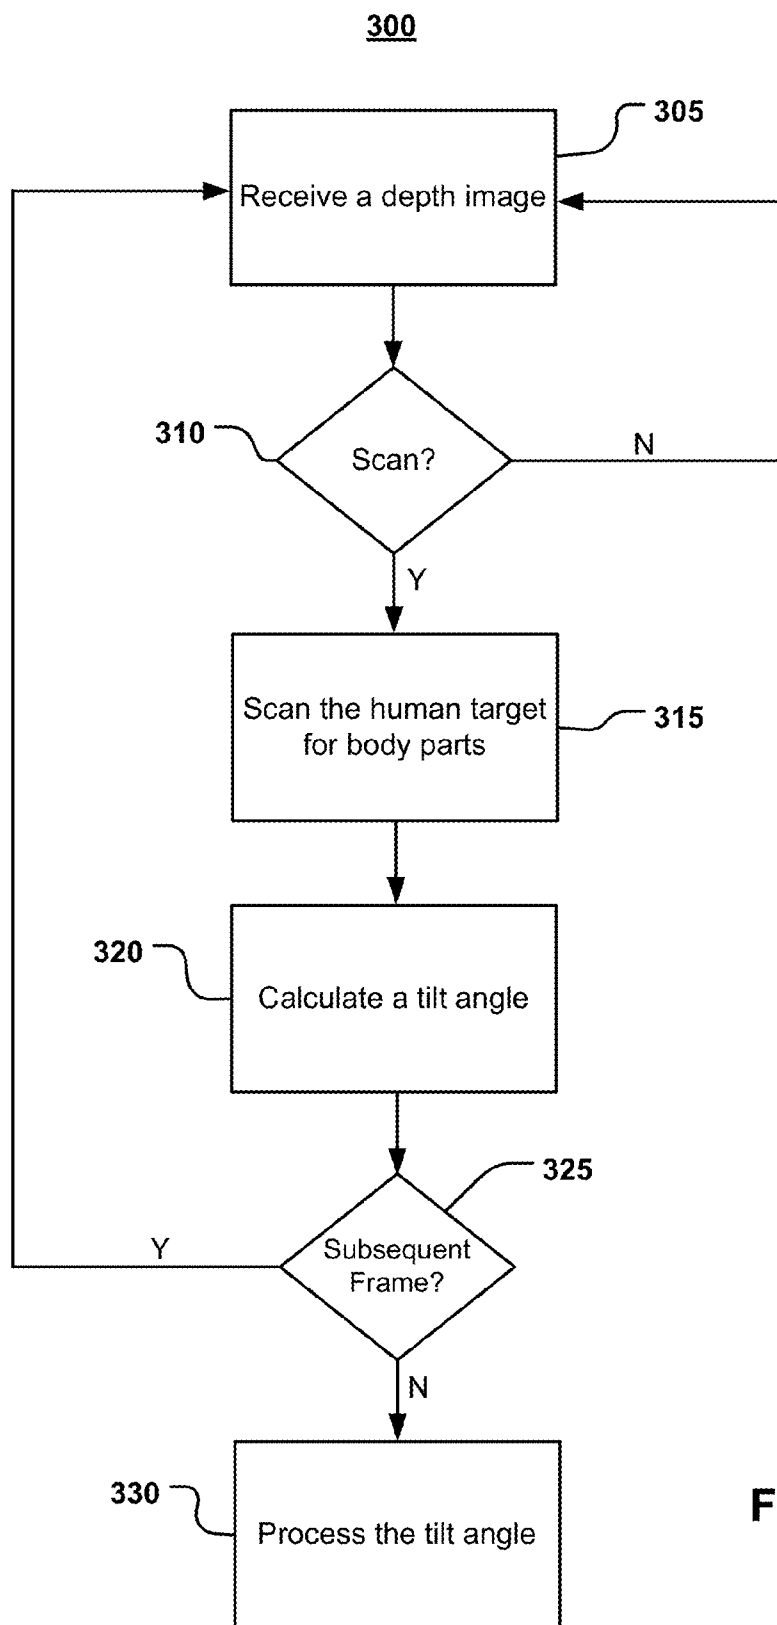 300
305
Receive a depth image
310
Scan?
N
Y
Scan the human target
for body parts
315
320
Calculate a tilt angle
325
Y
Subsequent
Frame?
N
330
Process the tilt angle
F